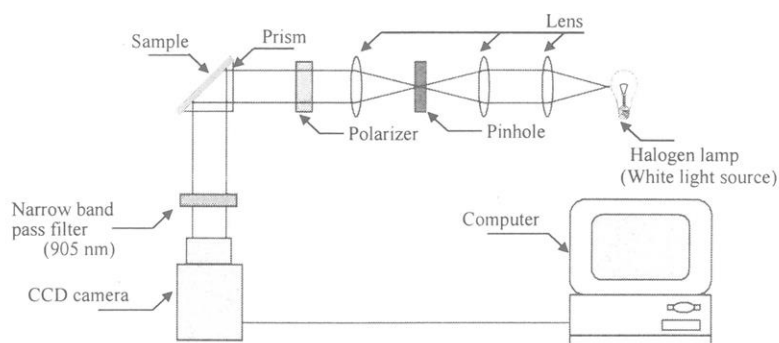 Lens
Sample
Prism
Polarizer
Pinhole
Halogen lamp
(White light source)
Narrow band
pass filter
(905 nm)
Computer
CCD camera